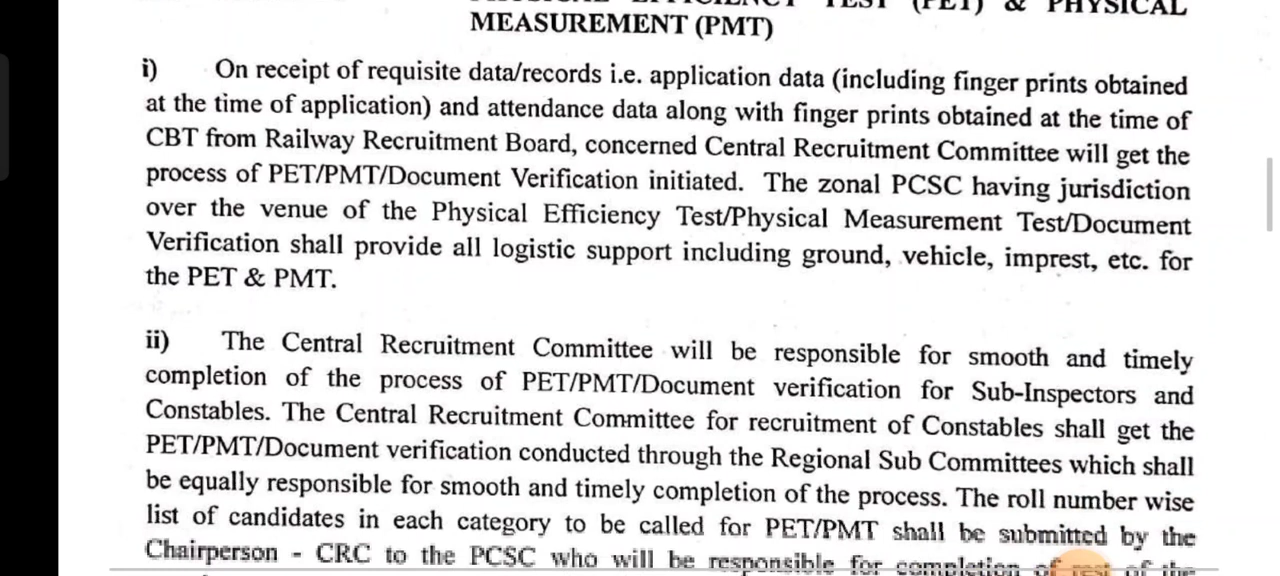 (PET) & PHYSICAL
MEASUREMENT (PMT)
i) On receipt of requisite data/records i.e. application data (including finger prints obtained
at the time of application) and attendance data along with finger prints obtained at the time of
CBT from Railway Recruitment Board, concerned Central Recruitment Committee will get the
process of PET/PMT/Document Verification initiated. The zonal PCSC having jurisdiction
over the venue of the Physical Efficiency Test/Physical Measurement Test/Document
Verification shall provide all logistic support including ground, vehicle, imprest, etc. for
the PET & PMT.
ii) The Central Recruitment Committee will be responsible for smooth and timely
completion of the process of PET/PMT/Document verification for Sub-Inspectors and
Constables. The Central Recruitment Committee for recruitment of Constables shall get the
PET/PMT/Document verification conducted through the Regional Sub Committees which shall
be equally responsible for smooth and timely completion of the process. The roll number wise
list of candidates in each category to be called for PET/PMT shall be submitted by the
Chairperson - CRC to the PCSC who will be responsible for completion of of the